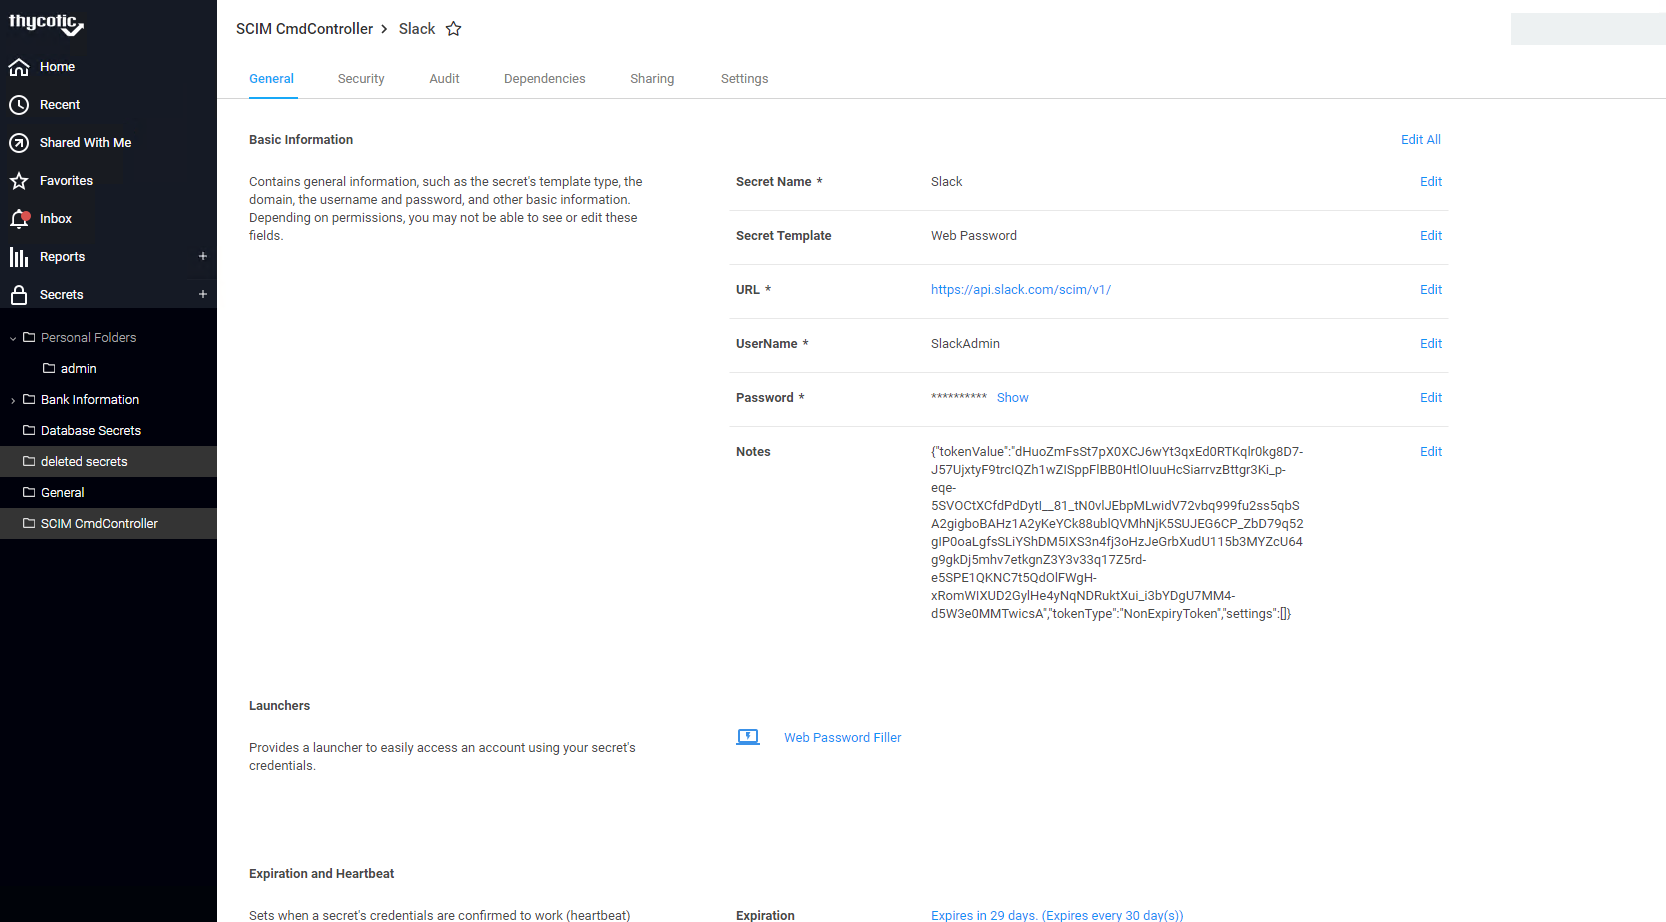 thycotic
Home
Recent
Shared With Me
Favorites
Inbox
Reports +
Secrets +
Personal Folders
admin
Bank Information
Database Secrets
deleted secrets
General
SCIM CmdController
SCIM CmdController > Slack
General Security Audit Dependencies Sharing Settings
Basic Information
Edit All
Contains general information, such as the secret's template type, the
domain, the username and password, and other basic information.
Depending on permissions, you may not be able to see or edit these
fields.
Secret Name * Slack Edit
Secret Template Web Password Edit
URL * https://api.slack.com/scim/v1/ Edit
UserName * SlackAdmin Edit
Password * ********** Show Edit
Notes Edit
{"tokenValue":"dHuoZmFsSt7pX0XCJ6wYt3qxEd0RTKqlr0kg8D7-
J57UjxtyF9trcIQZh1wZISppFlBB0HtlOIuuHcSiarrvzBttgr3Ki_p-
eqe-
5SVOCtXCfdPdDytI__81_tN0vlJEbpMLwidV72vbq999fu2ss5qbS
A2gigboBAHz1A2yKeYCk88ublQVMhNjK5SUJEG6CP_ZbD79q52
gIP0oaLgfsSLiYShDM5IXS3n4fj3oHzJeGrbXudU115b3MYZcU64
g9gkDj5mhv7etkgnZ3Y3v33q17Z5rd-
e5SPE1QKNC7t5QdOlFWgH-
xRomWIXUD2GylHe4yNqNDRuktXui_i3bYDgU7MM4-
d5W3e0MMTwicsA","tokenType":"NonExpiryToken","settings":[]}
Launchers
Provides a launcher to easily access an account using your secret's
credentials.
Web Password Filler
Expiration and Heartbeat
Sets when a secret's credentials are confirmed to work (heartbeat)
Expiration Expires in 29 days. (Expires every 30 day(s))